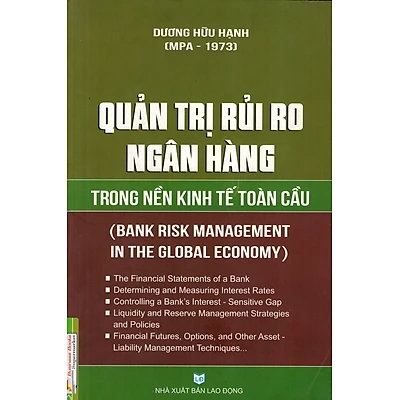 DƯƠNG HỮU HẠNH
(MPA - 1973)
QUẢN TRỊ RỦI RO
NGÂN HÀNG
TRONG NỀN KINH TẾ TOÀN CẦU
(BANK RISK MANAGEMENT
IN THE GLOBAL ECONOMY)
The Financial Statements of a Bank
Determining and Measuring Interest Rates
Controlling a Bank's Interest - Sensitive Gap
Liquidity and Reserve Management Strategies
and Policies
Financial Futures, Options, and Other Asset -
Liability Management Techniques...
NHÀ XUẤT BẢN LAO ĐỘNG